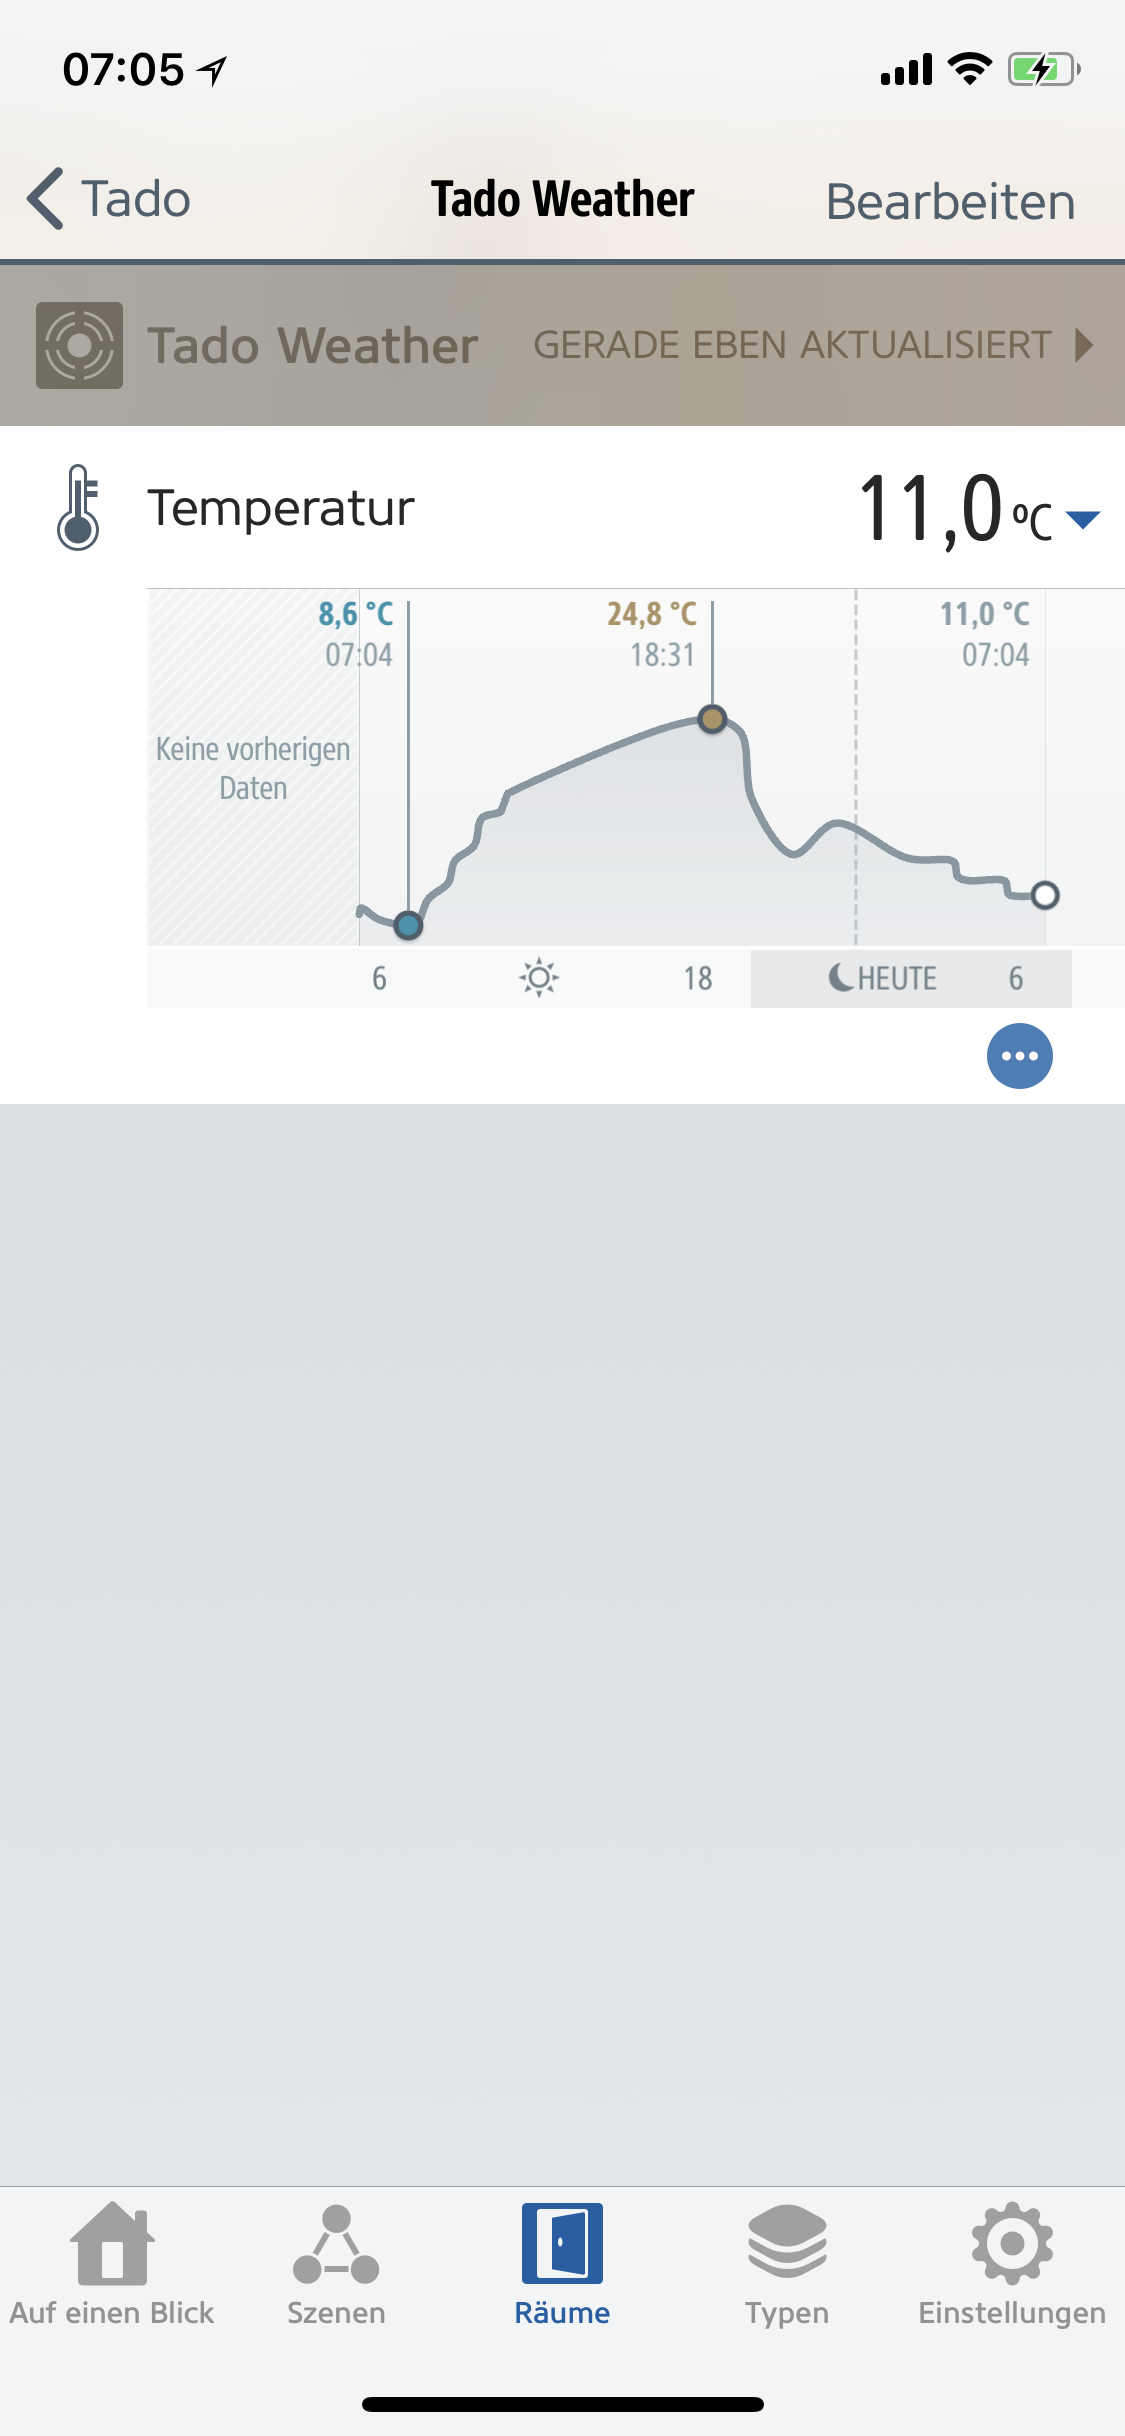 07:05
Tado
Tado Weather
Bearbeiten
Tado Weather
GERADE EBEN AKTUALISIERT
Temperatur
11,0 ºC
8,6 °C
07:04
24,8 °C
18:31
11,0 °C
07:04
Keine vorherigen
Daten
6
18
HEUTE
6
Auf einen Blick
Szenen
Räume
Typen
Einstellungen